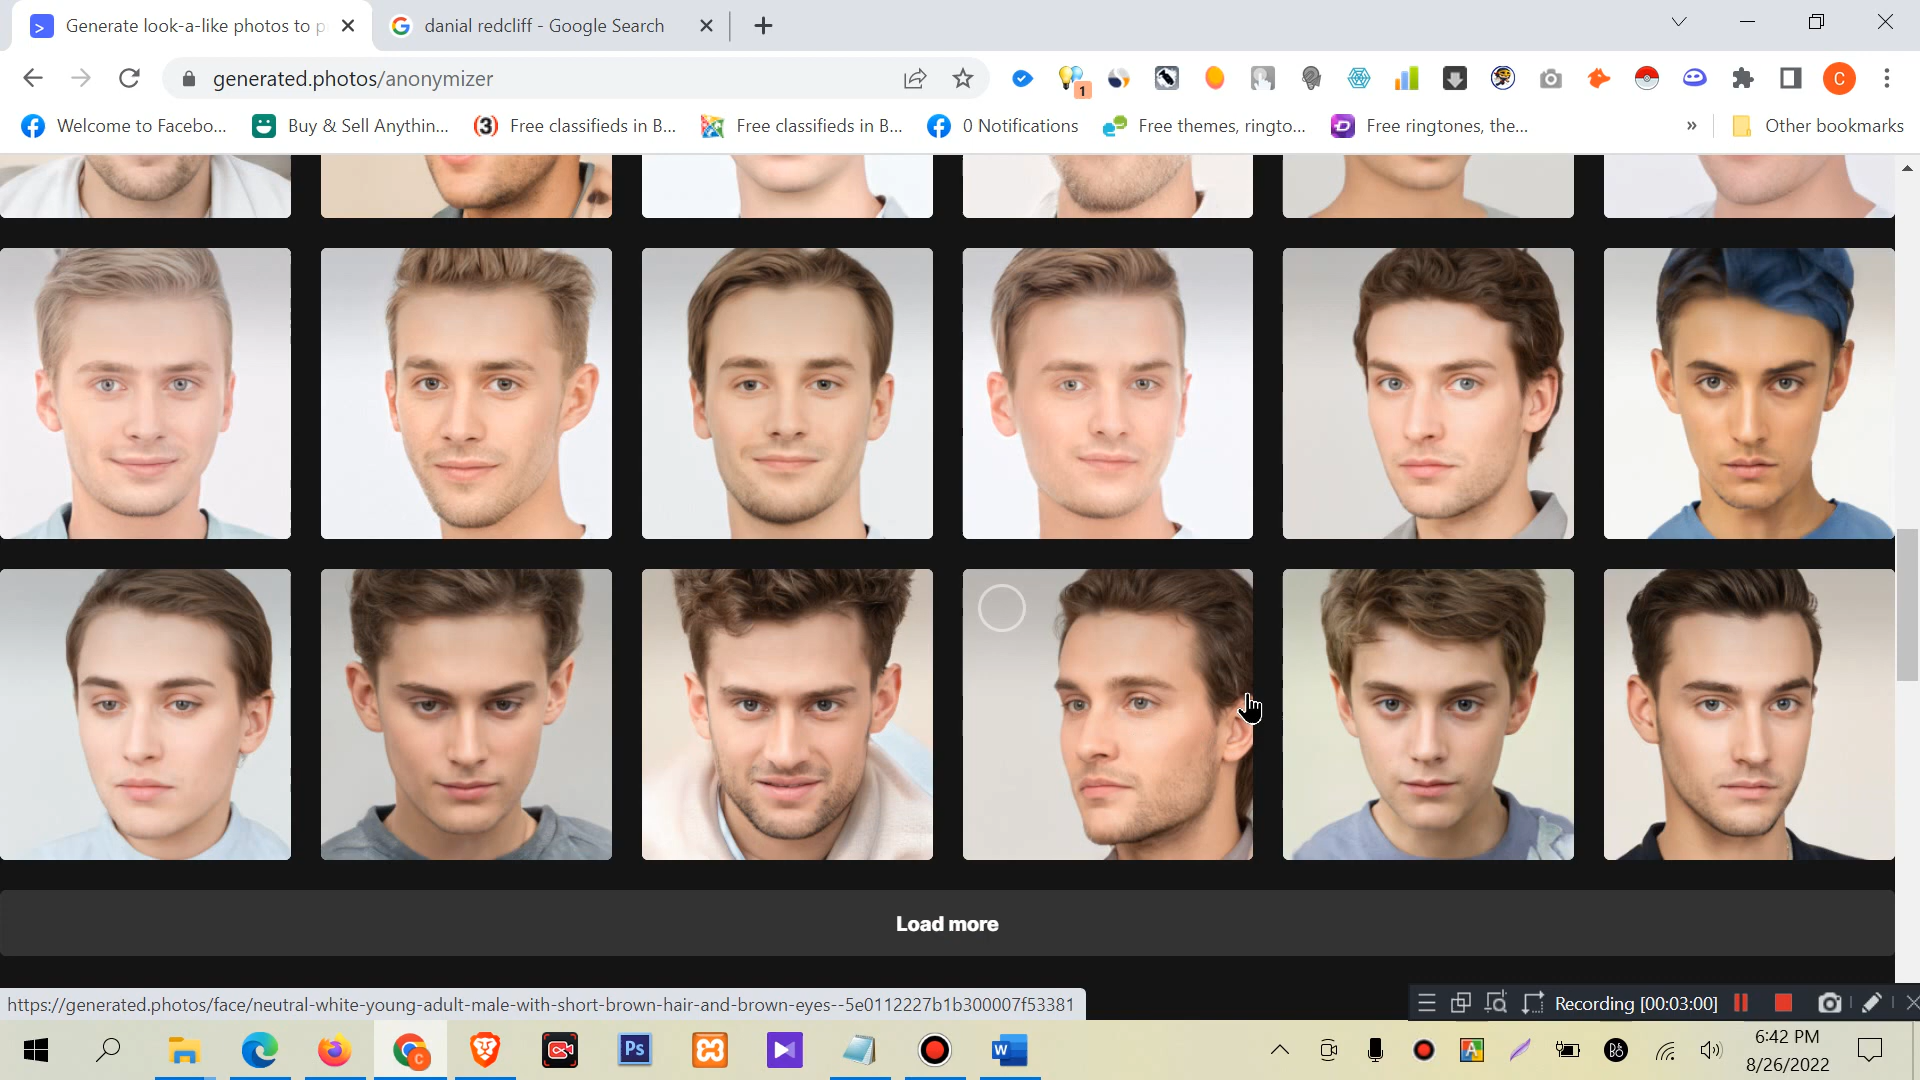 Generate look-a-like photos to p
danial redcliff - Google Search
generated.photos/anonymizer
1
C
Welcome to Facebo...
Buy & Sell Anythin...
Free classifieds in B...
Free classifieds in B...
0 Notifications
Free themes, ringto...
Free ringtones, the...
»
Other bookmarks
Load more
https://generated.photos/face/neutral-white-young-adult-male-with-short-brown-hair-and-brown-eyes--5e0112227b1b300007f53381
Recording [00:03:00]
C
Ps
W
A
6:42 PM
8/26/2022